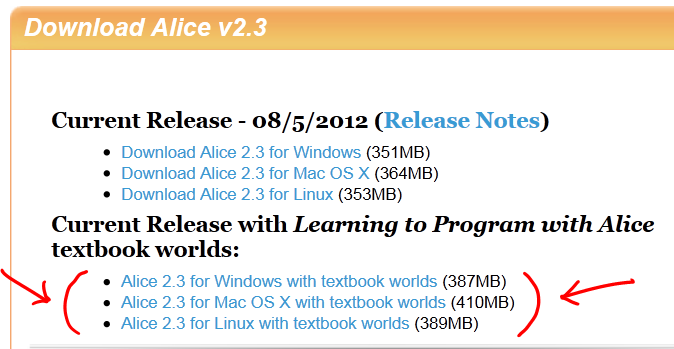 Download Alice v2.3
Current Release - 08/5/2012 (Release Notes)
Download Alice 2.3 for Windows (351MB)
Download Alice 2.3 for Mac OS X (364MB)
Download Alice 2.3 for Linux (353MB)
Current Release with Learning to Program with Alice
textbook worlds:
Alice 2.3 for Windows with textbook worlds (387MB)
Alice 2.3 for Mac OS X with textbook worlds (410MB)
Alice 2.3 for Linux with textbook worlds (389MB)